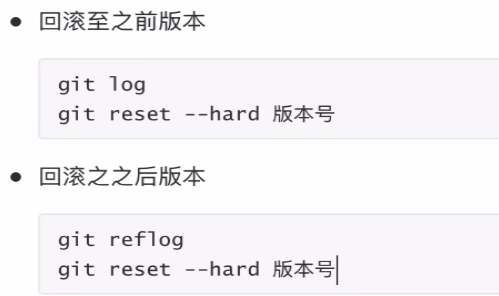 回滚至之前版本
git log
git reset --hard 版本号
回滚之之后版本
git reflog
git reset --hard 版本号